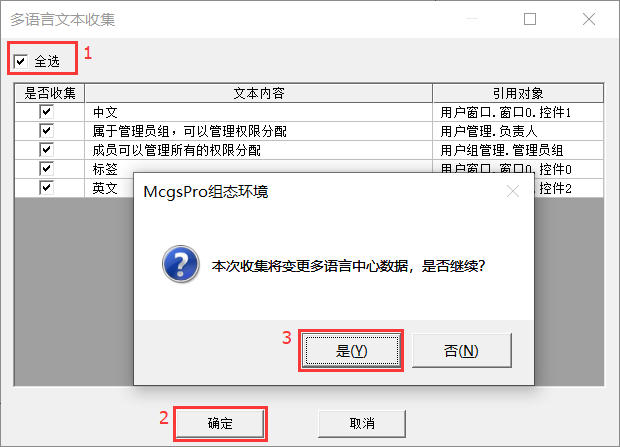 多语言文本收集
全选
1
是否收集 文本内容 引用对象
中文 用户窗口.窗口0.控件1
属于管理员组，可以管理权限分配 用户管理.负责人
成员可以管理所有的权限分配 用户组管理.管理员组
标签 用户窗口.窗口0.控件0
英文 控件2
McgsPro组态环境
本次收集将变更多语言中心数据，是否继续?
3
是(Y) 否(N)
2
确定 取消